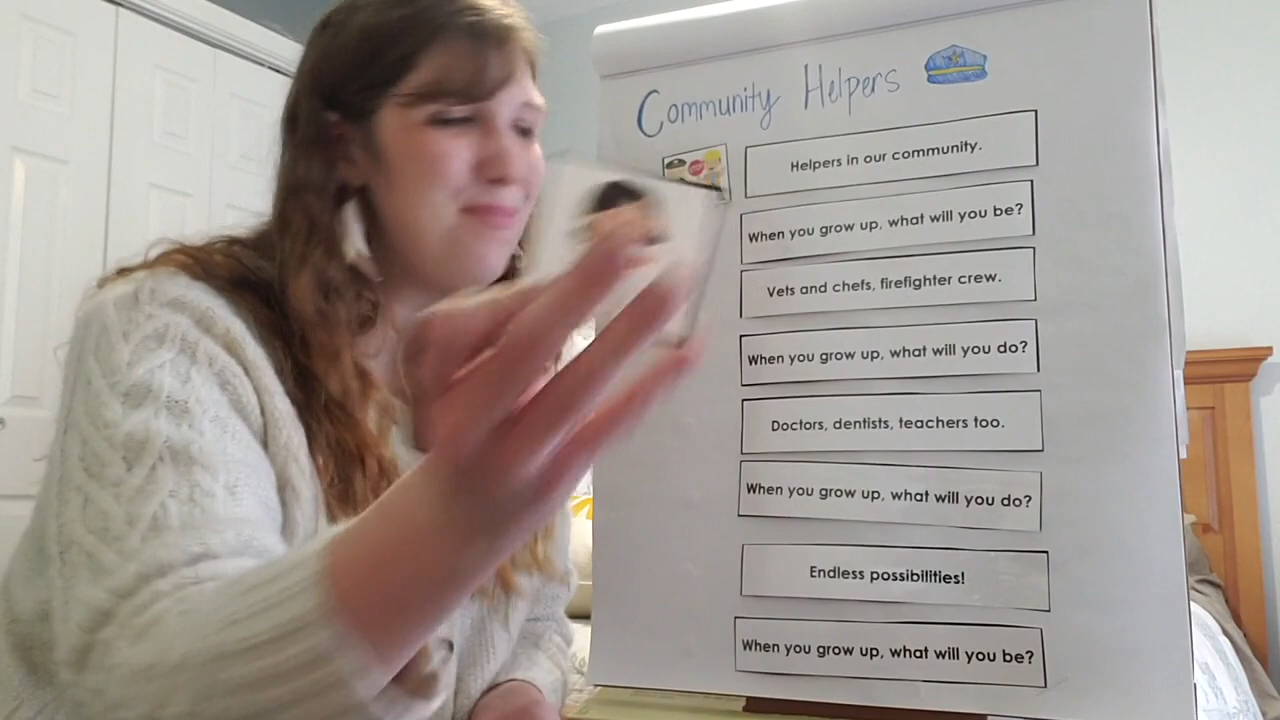 Community Helpers
Helpers in our community.
When you grow up, what will you be?
Vets and chefs, firefighter crew.
When you grow up, what will you do?
Doctors, dentists, teachers too.
When you grow up, what will you do?
Endless possibilities!
When you grow up, what will you be?